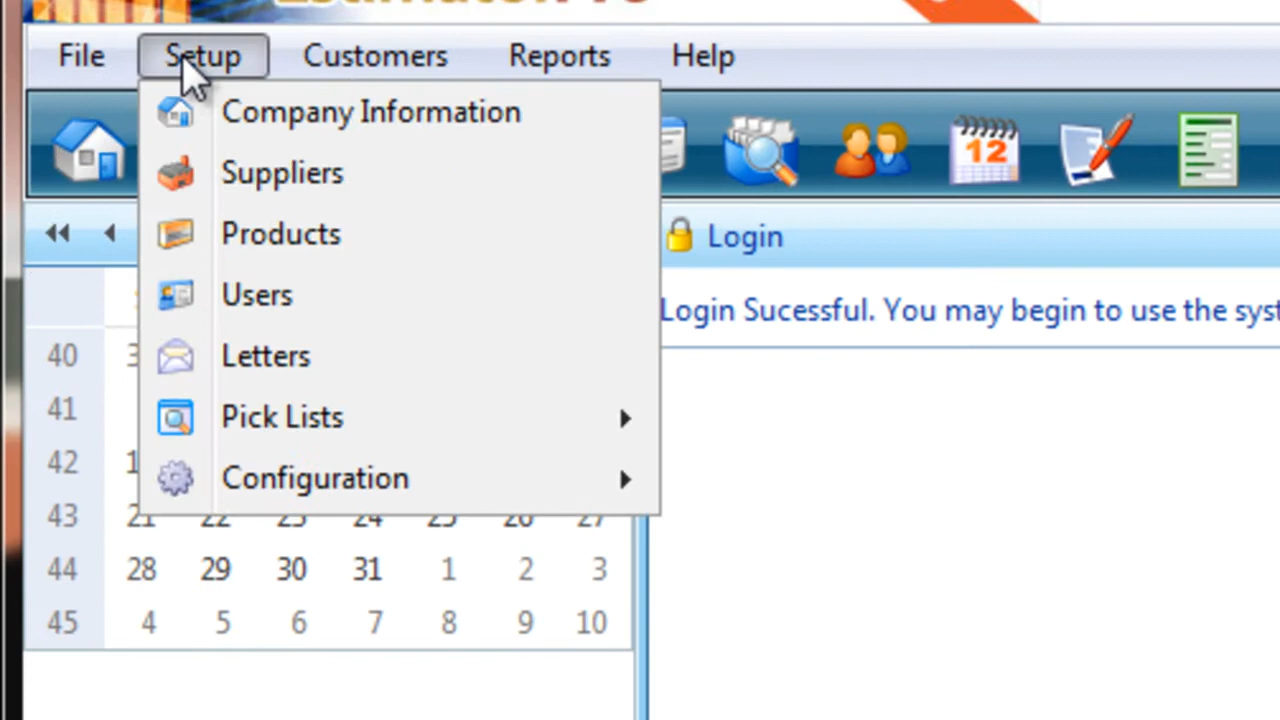 File Setup Customers Reports Help
Company Information
Suppliers
Products
Users
Letters
Pick Lists
Configuration
12
Login
Login Sucessful. You may begin to use the syst
40
41
42
43 21 22 23 24 25 26 27
44 28 29 30 31 1 2 3
45 4 5 6 7 8 9 10